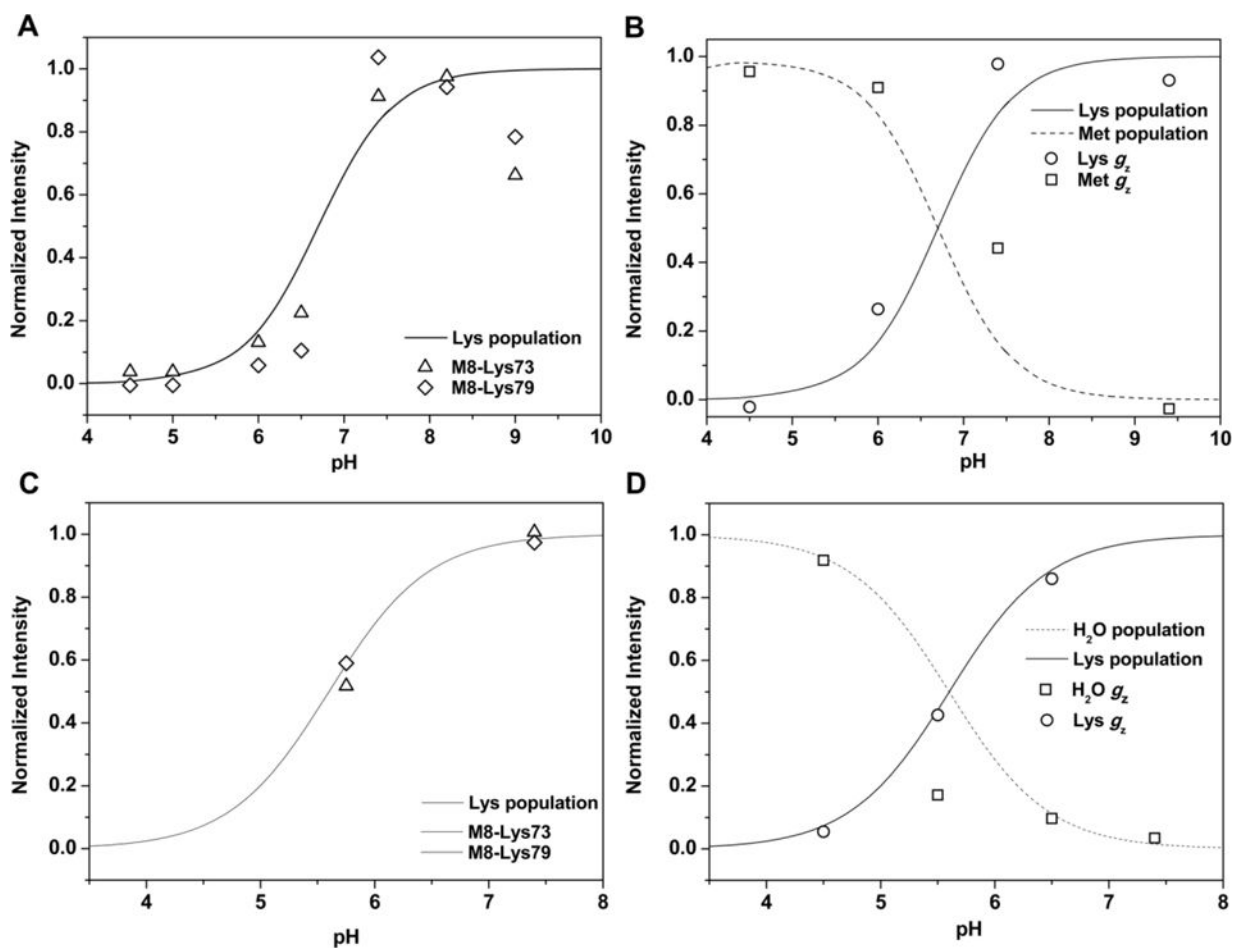 A
Normalized Intensity
1.0
0.8
0.6
0.4
0.2
0.0
Lys population
M8-Lys73
M8-Lys79
4 5 6 7 8 9 10
pH
B
Normalized Intensity
1.0
0.8
0.6
0.4
0.2
0.0
Lys population
Met population
Lys gz
Met gz
4 5 6 7 8 9 10
pH
C
Normalized Intensity
1.0
0.8
0.6
0.4
0.2
0.0
Lys population
M8-Lys73
M8-Lys79
4 5 6 7 8
pH
D
Normalized Intensity
1.0
0.8
0.6
0.4
0.2
0.0
H2O population
Lys population
H2O gz
Lys gz
4 5 6 7 8
pH